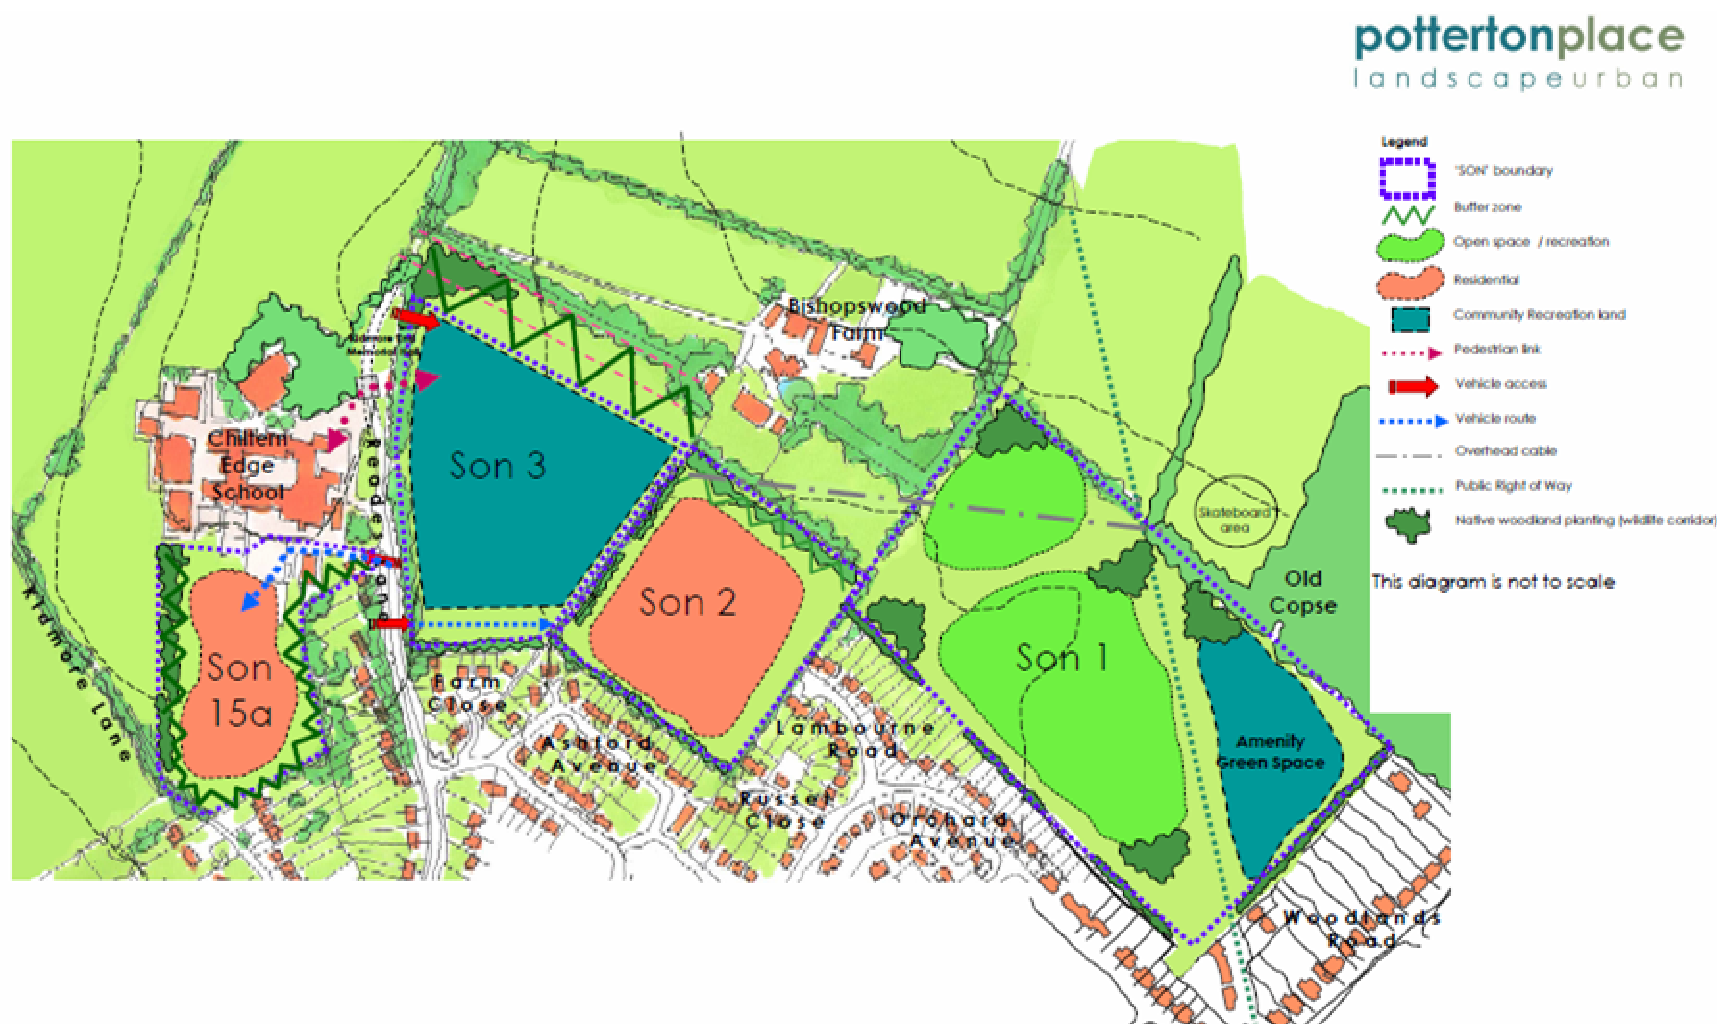 pottertonplace
landscapeurban
Legend
"SON" boundary
Buffer zone
Open space / recreation
Residential
Community Recreation land
Pedestrian link
Vehicle access
Vehicle route
Overhead cable
Public Right of Way
Native woodland planting (wildlife corridor)
This diagram is not to scale
Bishopswood
Farm
Memorial
Chiltern
Edge
School
Reades
Lane
Son 3
Son 2
Son 1
Son
15a
Skateboard
area
Old
Copse
Amenity
Green Space
Kidmore Lane
Farm
Close
Ashford
Avenue
Lambourne
Road
Russet
Close
Orchard
Avenue
Woodlands
Road